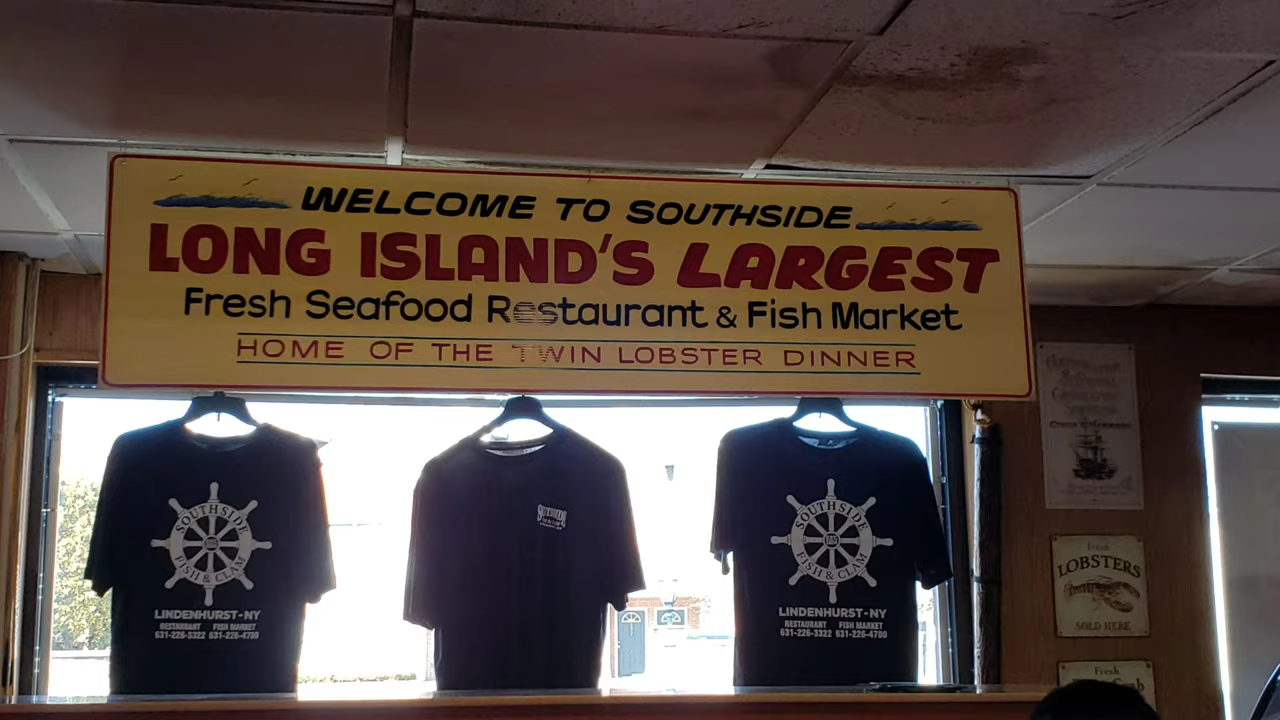 WELCOME TO SOUTHSIDE
LONG ISLAND'S LARGEST
Fresh Seafood Restaurant & Fish Market
HOME OF THE TWIN LOBSTER DINNER
SOUTHSIDE
FISH & CLAM
LINDENHURST-NY
RESTAURANT FISH MARKET
631-226-3322 631-226-4700
SOUTHSIDE
SOUTHSIDE
FISH & CLAM
LINDENHURST-NY
RESTAURANT FISH MARKET
631-226-3322 631-226-4700
Fresh
LOBSTERS
SOLD HERE
Fresh